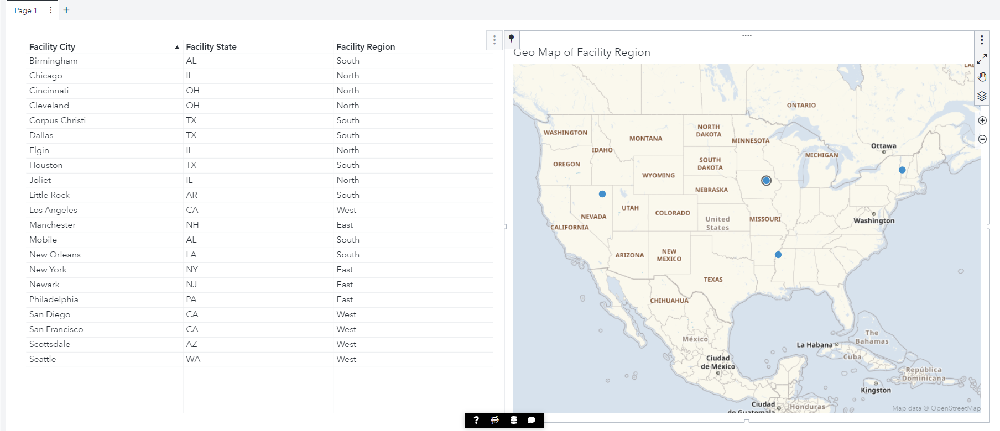 Page 1
Facility City Facility State Facility Region
Birmingham AL South
Chicago IL North
Cincinnati OH North
Cleveland OH North
Corpus Christi TX South
Dallas TX South
Elgin IL North
Houston TX South
Joliet IL North
Little Rock AR South
Los Angeles CA West
Manchester NH East
Mobile AL South
New Orleans LA South
New York NY East
Newark NJ East
Philadelphia PA East
San Diego CA West
San Francisco CA West
Scottsdale AZ West
Seattle WA West
Geo Map of Facility Region
ONTARIO
WASHINGTON
MONTANA
NORTH
DAKOTA
MINNESOTA
Ottawa
IDAHO
MICHIGAN
OREGON
SOUTH
DAKOTA
WYOMING
NEBRASKA
UTAH
COLORADO
NEVADA
United
States
MISSOURI
Washington
CALIFORNIA
ARIZONA
NEW
MEXICO
TEXAS
CHIHUAHUA
México
The
Bahamas
La Habana
Cuba
Ciudad
de México
República
Dominicana
Kingston
Ciudad
de Guatemala
Honduras
Map data © OpenStreetMap
?